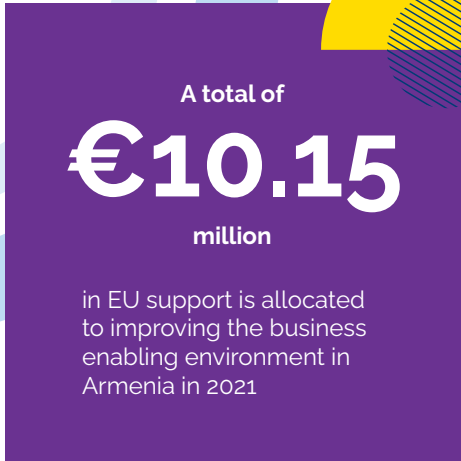 A total of
€10.15
million
in EU support is allocated
to improving the business
enabling environment in
Armenia in 2021